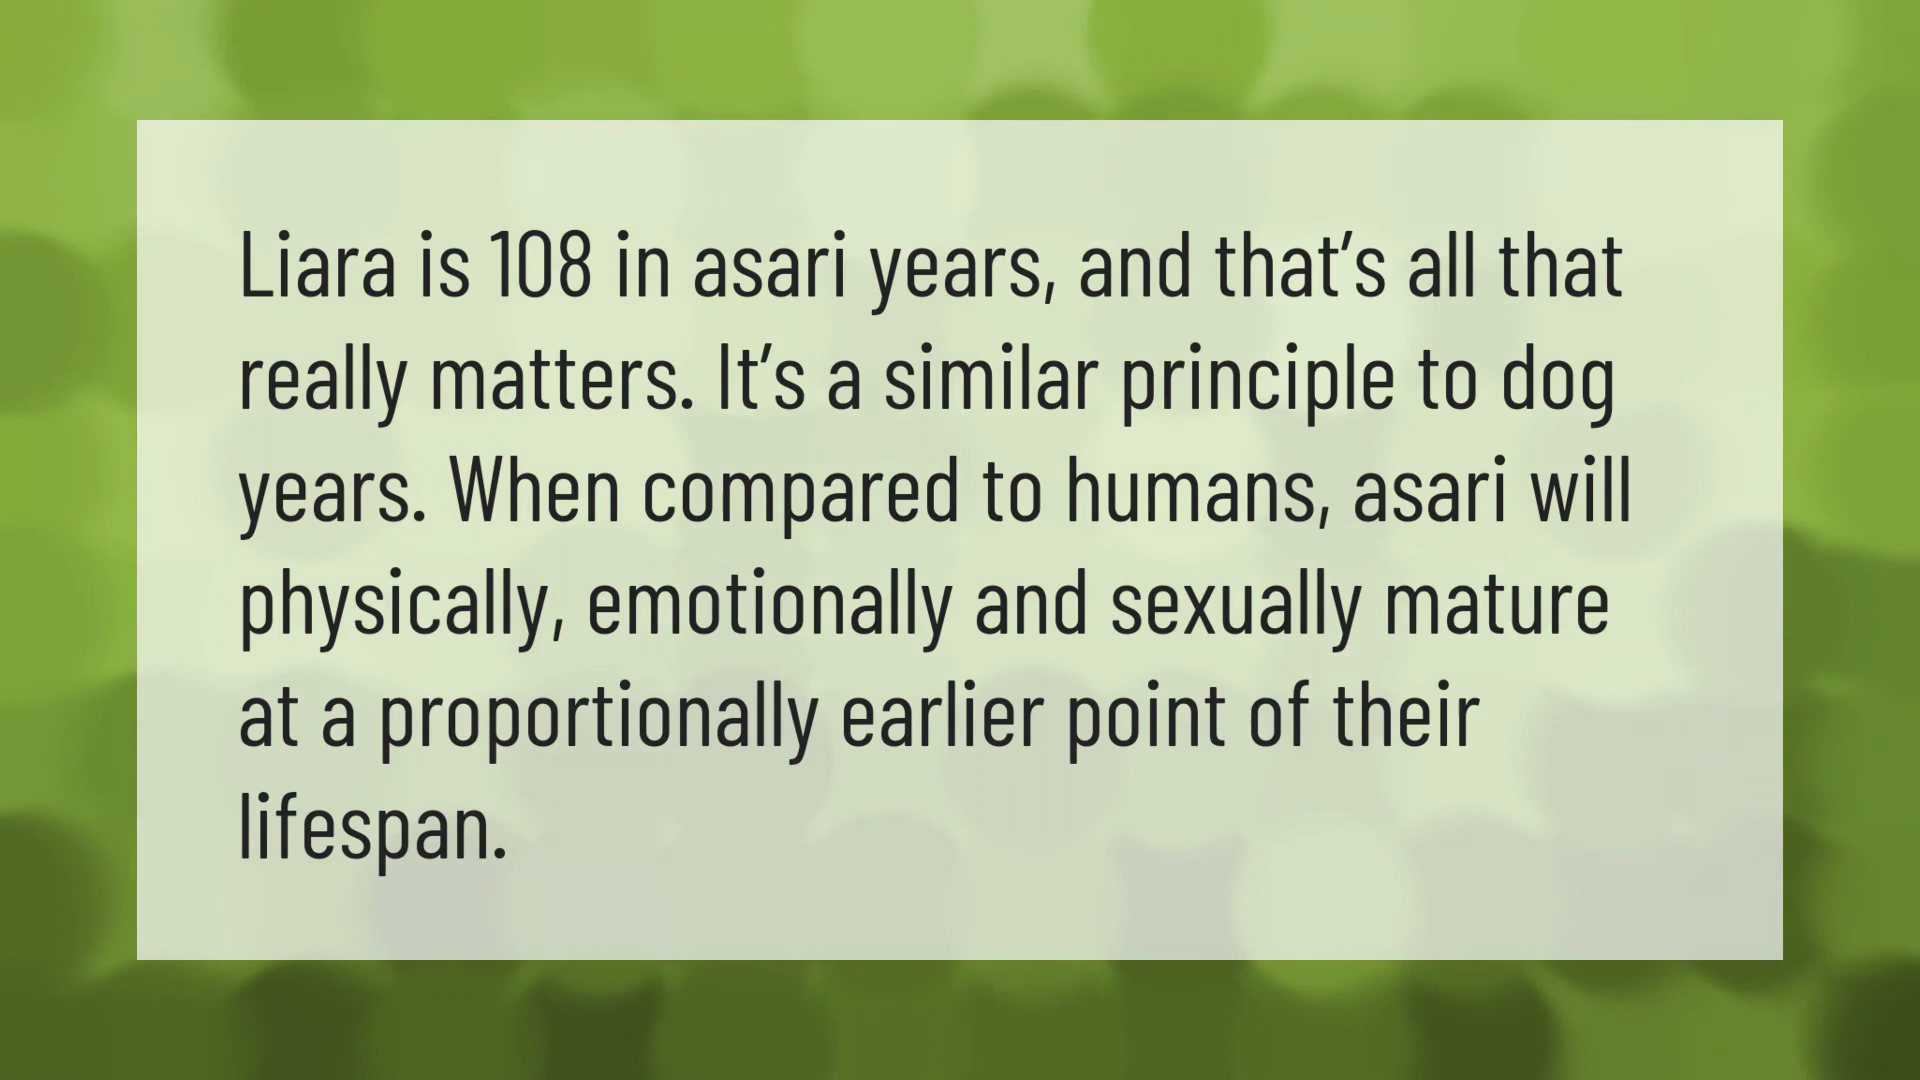 Liara is 108 in asari years, and that’s all that
really matters. It’s a similar principle to dog
years. When compared to humans, asari will
physically, emotionally and sexually mature
at a proportionally earlier point of their
lifespan.